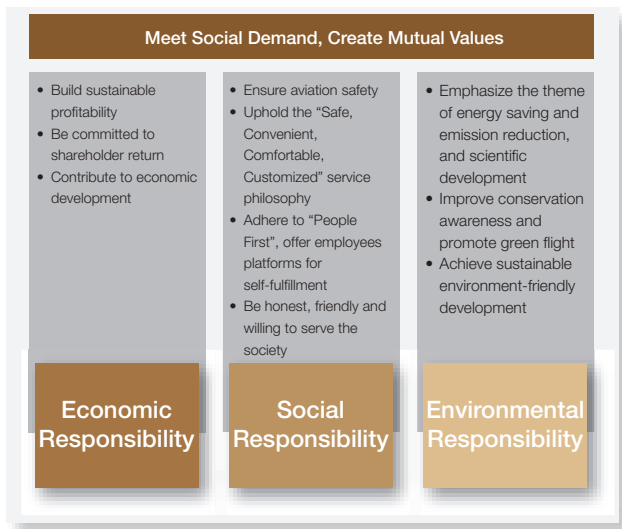 Meet Social Demand, Create Mutual Values
• Build sustainable
profitability
• Be committed to
shareholder return
• Contribute to economic
development
• Ensure aviation safety
• Uphold the “Safe,
Convenient,
Comfortable,
Customized” service
philosophy
• Adhere to “People
First”, offer employees
platforms for
self-fulfillment
• Be honest, friendly and
willing to serve the
society
• Emphasize the theme
of energy saving and
emission reduction,
and scientific
development
• Improve conservation
awareness and
promote green flight
• Achieve sustainable
environment-friendly
development
Economic
Responsibility
Social
Responsibility
Environmental
Responsibility